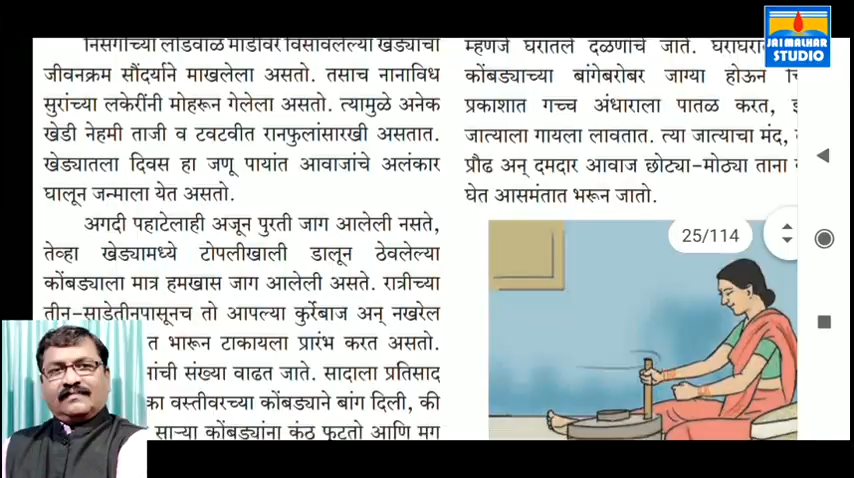 निसर्गाच्या लाडिवाळ मांडीवर विसावलेल्या खेड्यांचा
जीवनक्रम सौंदर्याने माखलेला असतो. तसाच नानाविध
सुरांच्या लकेरींनी मोहरून गेलेला असतो. त्यामुळे अनेक
खेडी नेहमी ताजी व टवटवीत रानफुलांसारखी असतात.
खेड्यातला दिवस हा जणू पायांत आवाजांचे अलंकार
घालून जन्माला येत असतो.
अगदी पहाटेलाही अजून पुरती जाग आलेली नसते,
तेव्हा खेड्यामध्ये टोपलीखाली डालून ठेवलेल्या
कोंबड्याला मात्र हमखास जाग आलेली असते. रात्रीच्या
तीन-साडेतीनपासूनच तो आपल्या कुर्रेबाज अन् नखरेल
त भारून टाकायला प्रारंभ करत असतो.
नांची संख्या वाढत जाते. सादाला प्रतिसाद
का वस्तीवरच्या कोंबड्याने बांग दिली, की
साऱ्या कोंबड्यांना कंठ फुटतो आणि मग
म्हणजे घरातले दळणाचे जाते.
कोंबड्याच्या बांगेबरोबर जाग्या होऊन
प्रकाशात गच्च अंधाराला पातळ करत,
जात्याला गायला लावतात. त्या जात्याचा मंद,
प्रौढ अन् दमदार आवाज छोट्या-मोठ्या ताना
घेत आसमंतात भरून जातो.
25/114
JAI MALHAR
STUDIO